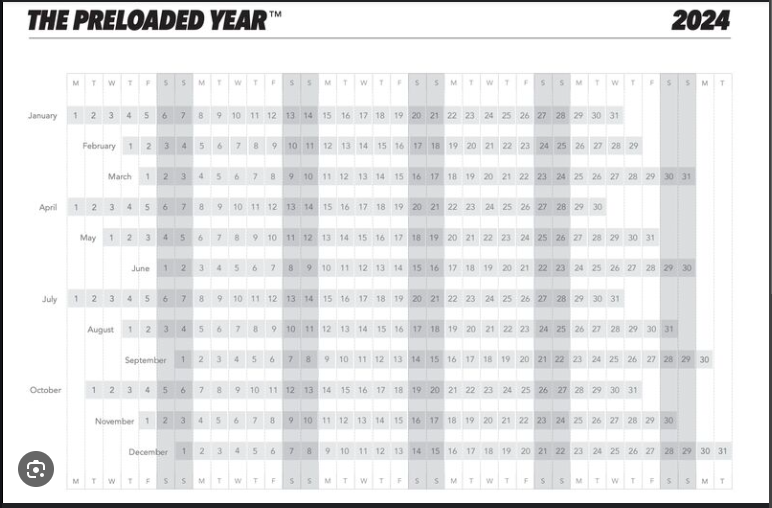 THE PRELOADED YEAR™ 2024
M T W T F S S M T W T F S S M T W T F S S M T W T F S S M T W T F S S M T
January 1 2 3 4 5 6 7 8 9 10 11 12 13 14 15 16 17 18 19 20 21 22 23 24 25 26 27 28 29 30 31
February 1 2 3 4 5 6 7 8 9 10 11 12 13 14 15 16 17 18 19 20 21 22 23 24 25 26 27 28 29
March 1 2 3 4 5 6 7 8 9 10 11 12 13 14 15 16 17 18 19 20 21 22 23 24 25 26 27 28 29 30 31
April 1 2 3 4 5 6 7 8 9 10 11 12 13 14 15 16 17 18 19 20 21 22 23 24 25 26 27 28 29 30
May 1 2 3 4 5 6 7 8 9 10 11 12 13 14 15 16 17 18 19 20 21 22 23 24 25 26 27 28 29 30 31
June 1 2 3 4 5 6 7 8 9 10 11 12 13 14 15 16 17 18 19 20 21 22 23 24 25 26 27 28 29 30
July 1 2 3 4 5 6 7 8 9 10 11 12 13 14 15 16 17 18 19 20 21 22 23 24 25 26 27 28 29 30 31
August 1 2 3 4 5 6 7 8 9 10 11 12 13 14 15 16 17 18 19 20 21 22 23 24 25 26 27 28 29 30 31
September 1 2 3 4 5 6 7 8 9 10 11 12 13 14 15 16 17 18 19 20 21 22 23 24 25 26 27 28 29 30
October 1 2 3 4 5 6 7 8 9 10 11 12 13 14 15 16 17 18 19 20 21 22 23 24 25 26 27 28 29 30 31
November 1 2 3 4 5 6 7 8 9 10 11 12 13 14 15 16 17 18 19 20 21 22 23 24 25 26 27 28 29 30
December 1 2 3 4 5 6 7 8 9 10 11 12 13 14 15 16 17 18 19 20 21 22 23 24 25 26 27 28 29 30 31
M T W T F S S M T W T F S S M T W T F S S M T W T F S S M T W T F S S M T